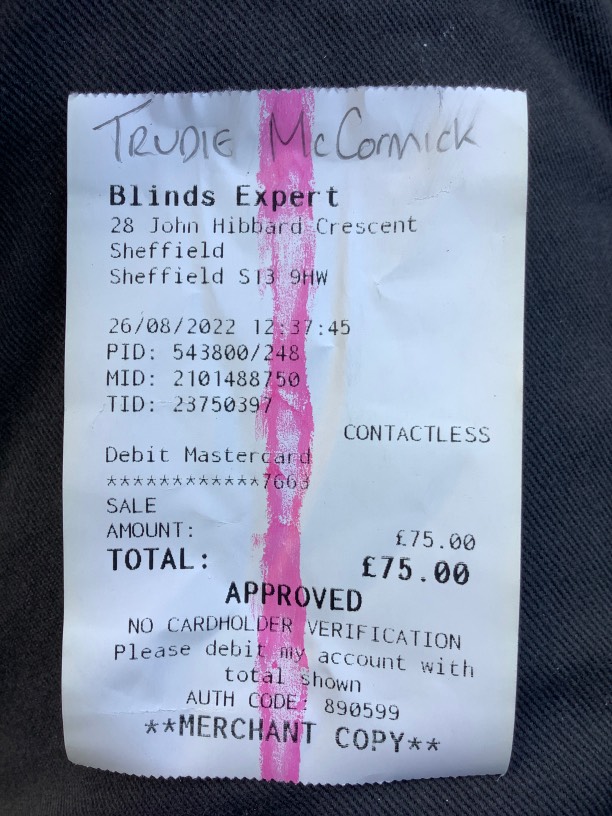 TRUDIE McCormick
Blinds Expert
28 John Hibbard Crescent
Sheffield
Sheffield S13 9HW
26/08/2022 12:37:45
PID: 543800/248
MID: 2101488750
TID: 23750397
CONTACTLESS
Debit Mastercard
************7663
SALE
AMOUNT: £75.00
TOTAL: £75.00
APPROVED
NO CARDHOLDER VERIFICATION
Please debit my account with
total shown
AUTH CODE: 890599
**MERCHANT COPY**